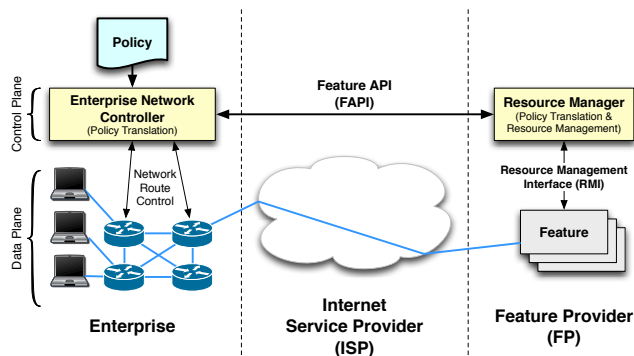 Policy
Control Plane
Enterprise Network
Controller
(Policy Translation)
Feature API
(FAPI)
Resource Manager
(Policy Translation &
Resource Management)
Network
Route
Control
Resource Management
Interface (RMI)
Data Plane
Feature
Enterprise
Internet
Service Provider
(ISP)
Feature Provider
(FP)